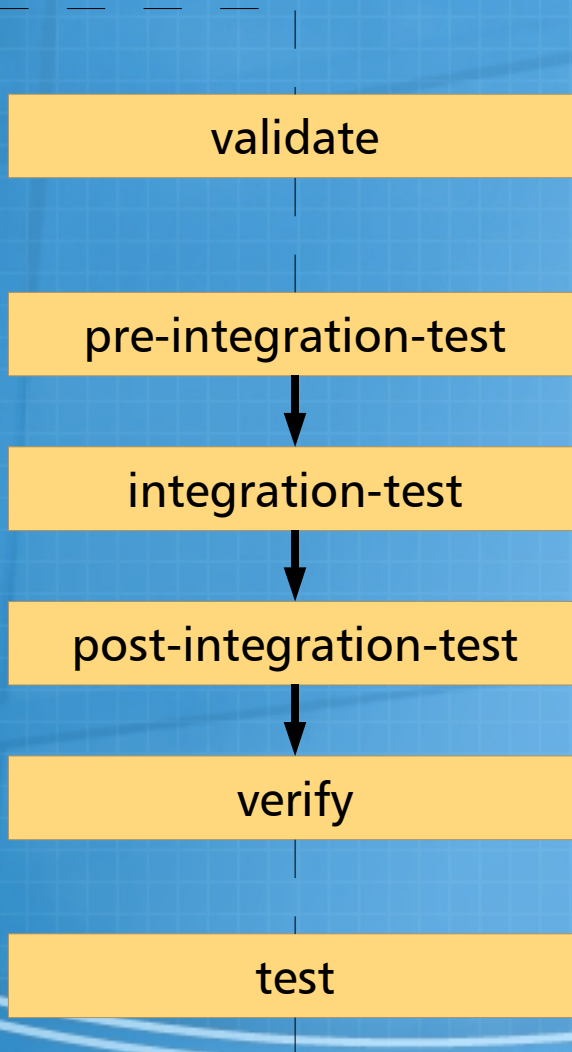 validate
pre-integration-test
integration-test
post-integration-test
verify
test